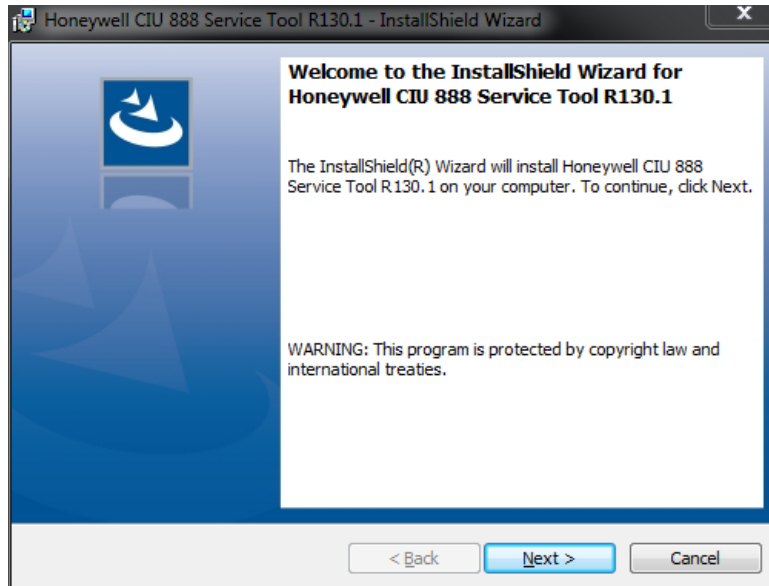 Honeywell CIU 888 Service Tool R130.1 - InstallShield Wizard
X
Welcome to the InstallShield Wizard for
Honeywell CIU 888 Service Tool R130.1
The InstallShield(R) Wizard will install Honeywell CIU 888
Service Tool R130.1 on your computer. To continue, click Next.
WARNING: This program is protected by copyright law and
international treaties.
< Back Next > Cancel